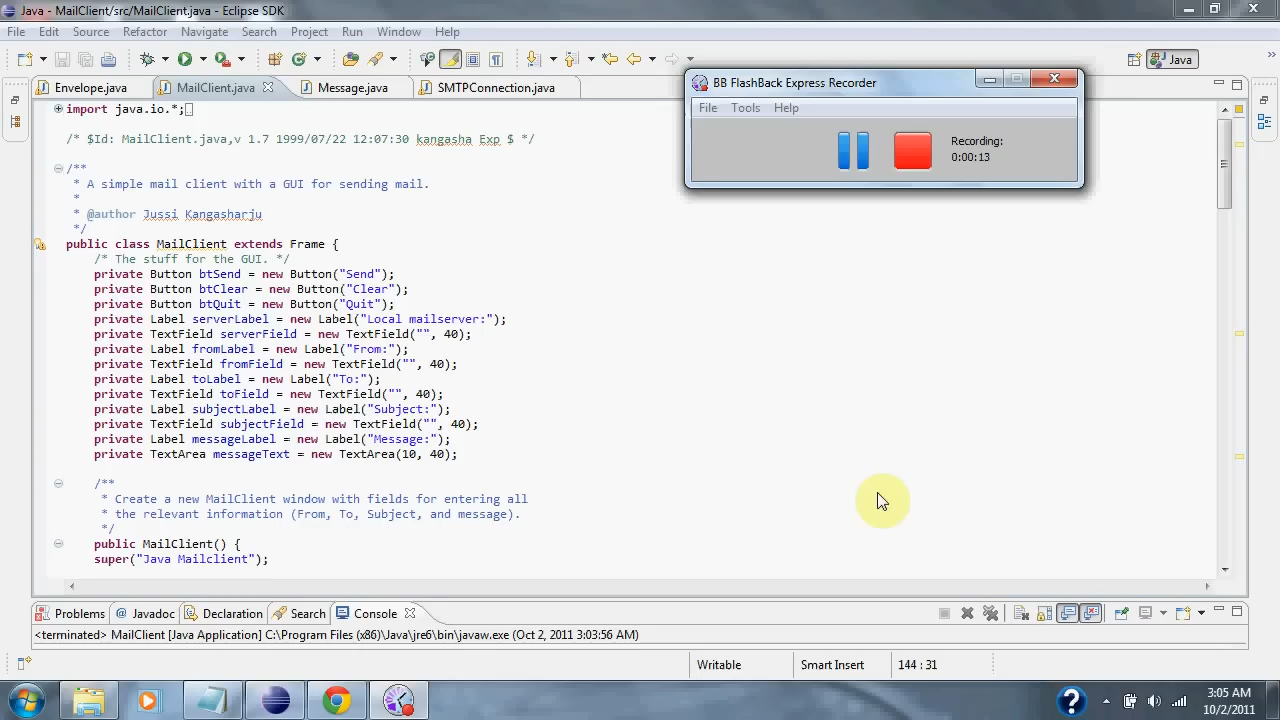 Java - MailClient/src/MailClient.java - Eclipse SDK
File Edit Source Refactor Navigate Search Project Run Window Help
Java
Envelope.java MailClient.java Message.java SMTPConnection.java
BB FlashBack Express Recorder
File Tools Help
Recording:
0:00:13
import java.io.*;
/* $Id: MailClient.java,v 1.7 1999/07/22 12:07:30 kangasha Exp $ */
/**
* A simple mail client with a GUI for sending mail.
*
* @author Jussi Kangasharju
*/
public class MailClient extends Frame {
/* The stuff for the GUI. */
private Button btSend = new Button("Send");
private Button btClear = new Button("Clear");
private Button btQuit = new Button("Quit");
private Label serverLabel = new Label("Local mailserver:");
private TextField serverField = new TextField("", 40);
private Label fromLabel = new Label("From:");
private TextField fromField = new TextField("", 40);
private Label toLabel = new Label("To:");
private TextField toField = new TextField("", 40);
private Label subjectLabel = new Label("Subject:");
private TextField subjectField = new TextField("", 40);
private Label messageLabel = new Label("Message:");
private TextArea messageText = new TextArea(10, 40);
/**
* Create a new MailClient window with fields for entering all
* the relevant information (From, To, Subject, and message).
*/
public MailClient() {
super("Java Mailclient");
Problems @ Javadoc Declaration Search Console
<terminated> MailClient [Java Application] C:\Program Files (x86)\Java\jre6\bin\javaw.exe (Oct 2, 2011 3:03:56 AM)
Writable Smart Insert 144 : 31
3:05 AM
10/2/2011